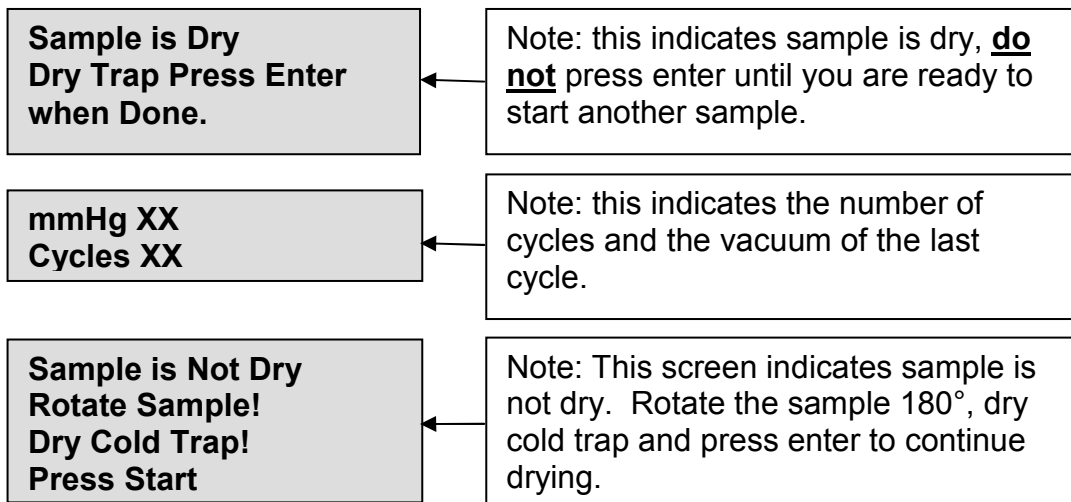 Sample is Dry
Dry Trap Press Enter
when Done.
Note: this indicates sample is dry, do
not press enter until you are ready to
start another sample.
mmHg XX
Cycles XX
Note: this indicates the number of
cycles and the vacuum of the last
cycle.
Sample is Not Dry
Rotate Sample!
Dry Cold Trap!
Press Start
Note: This screen indicates sample is
not dry.  Rotate the sample 180°, dry
cold trap and press enter to continue
drying.